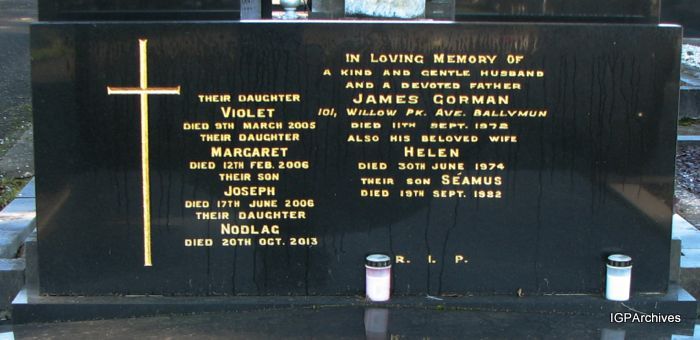 IN LOVING MEMORY OF
A KIND AND GENTLE HUSBAND
AND A DEVOTED FATHER
JAMES GORMAN
101, WILLOW PK. AVE. BALLYMUN
DIED 11TH SEPT. 1972
ALSO HIS BELOVED WIFE
HELEN
DIED 30TH JUNE 1974
THEIR SON SÉAMUS
DIED 19TH SEPT. 1982
THEIR DAUGHTER
VIOLET
DIED 9TH MARCH 2005
THEIR DAUGHTER
MARGARET
DIED 12TH FEB. 2006
THEIR SON
JOSEPH
DIED 17TH JUNE 2006
THEIR DAUGHTER
NODLAG
DIED 20TH OCT. 2013
R. I. P.
IGPArchives